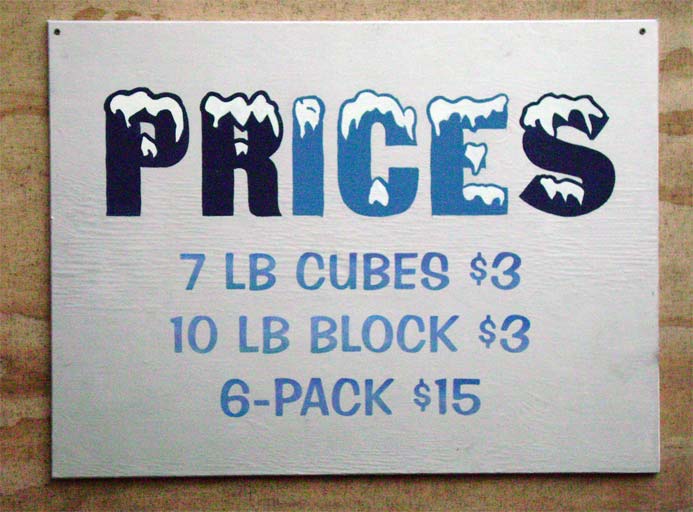 PRICES
7 LB CUBES $3
10 LB BLOCK $3
6-PACK $15